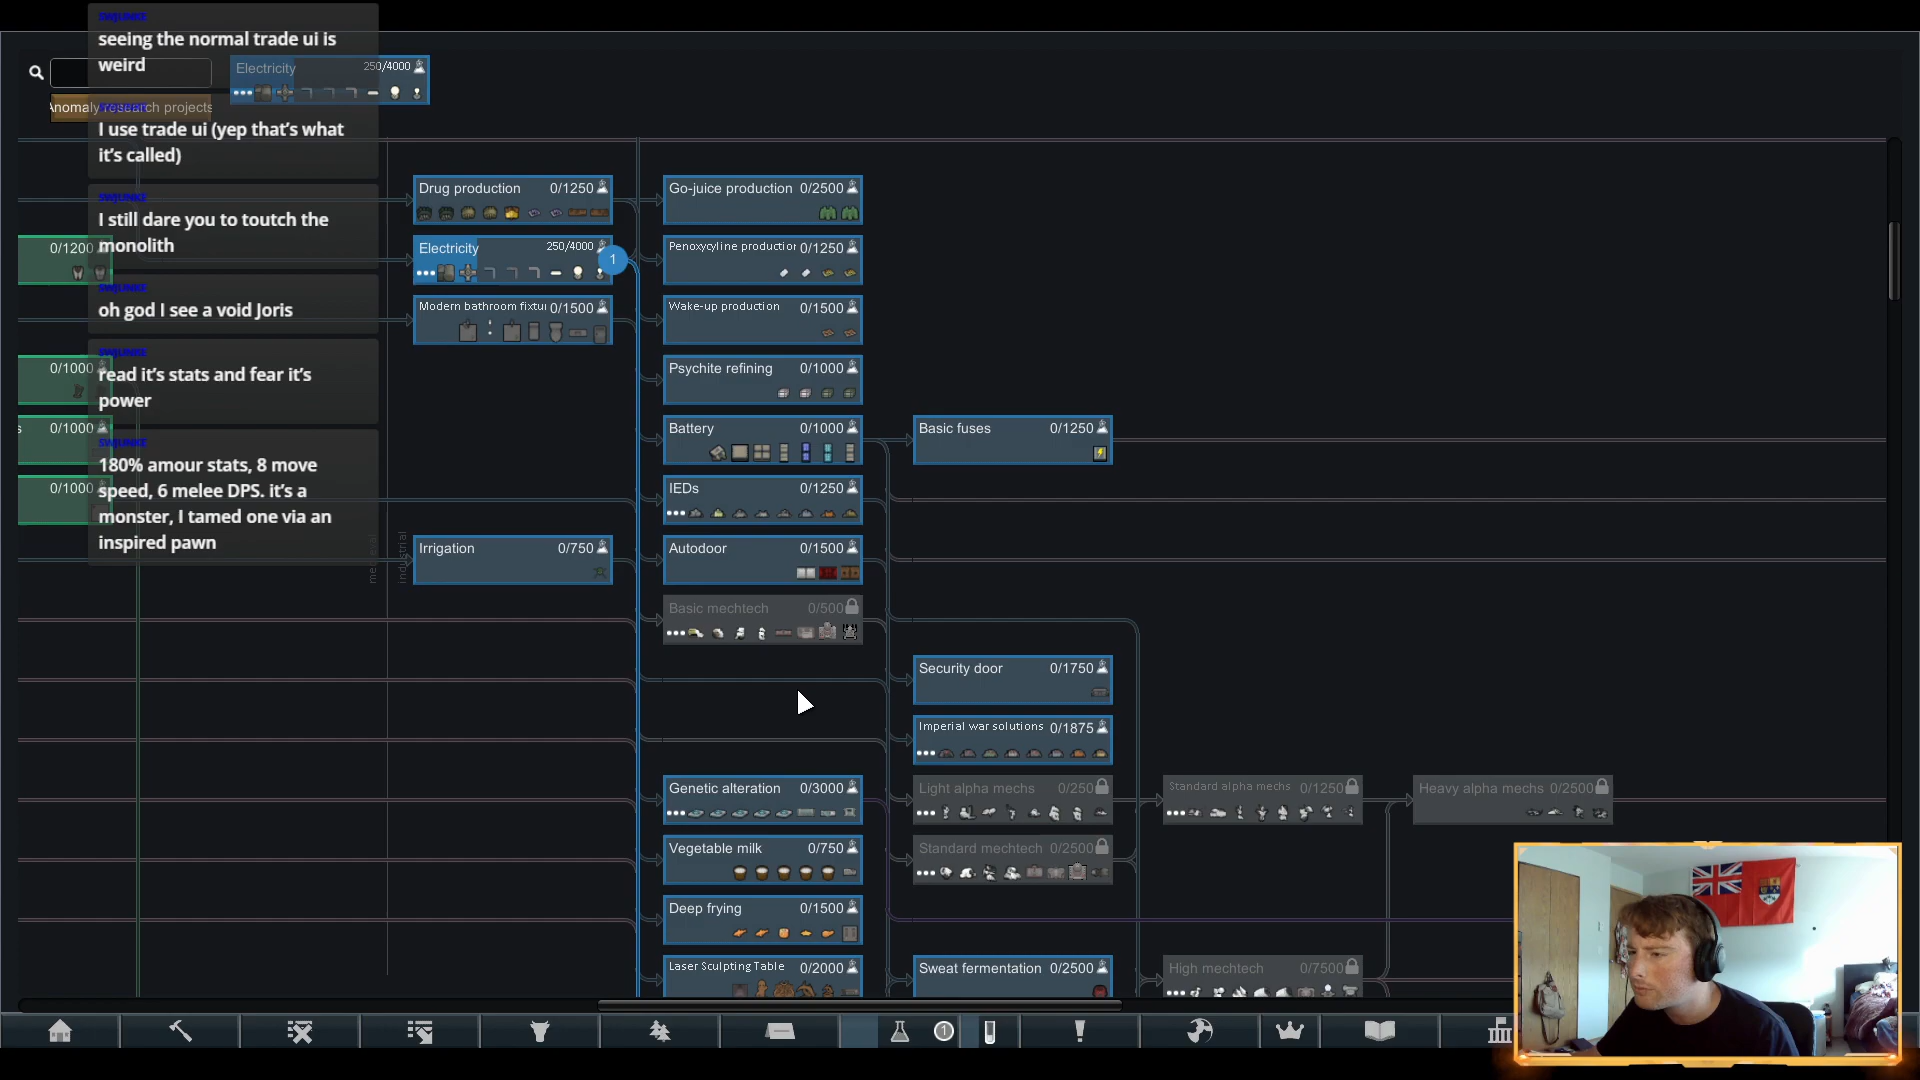 SWJLINKE
seeing the normal trade ui is
weird
Electricity 250/4000
Anomaly research projects
I use trade ui (yep that's what
it's called)
I still dare you to toutch the
monolith
oh god I see a void Joris
read it's stats and fear it's
power
180% amour stats, 8 move
speed, 6 melee DPS. it's a
monster, I tamed one via an
inspired pawn
0/1200
0/1000
s 0/1000
0/1000
medieval
industrial
Drug production 0/1250
Electricity 250/4000
1
Modern bathroom fixtu 0/1500
Irrigation 0/750
Go-juice production 0/2500
Penoxycyline production 0/1250
Wake-up production 0/1500
Psychite refining 0/1000
Battery 0/1000
IEDs 0/1250
Autodoor 0/1500
Basic mechtech 0/500
Genetic alteration 0/3000
Vegetable milk 0/750
Deep frying 0/1500
Laser Sculpting Table 0/2000
Basic fuses 0/1250
Security door 0/1750
Imperial war solutions 0/1875
Light alpha mechs 0/250
Standard mechtech 0/2500
Sweat fermentation 0/2500
Standard alpha mechs 0/1250
High mechtech 0/7500
Heavy alpha mechs 0/2500
1